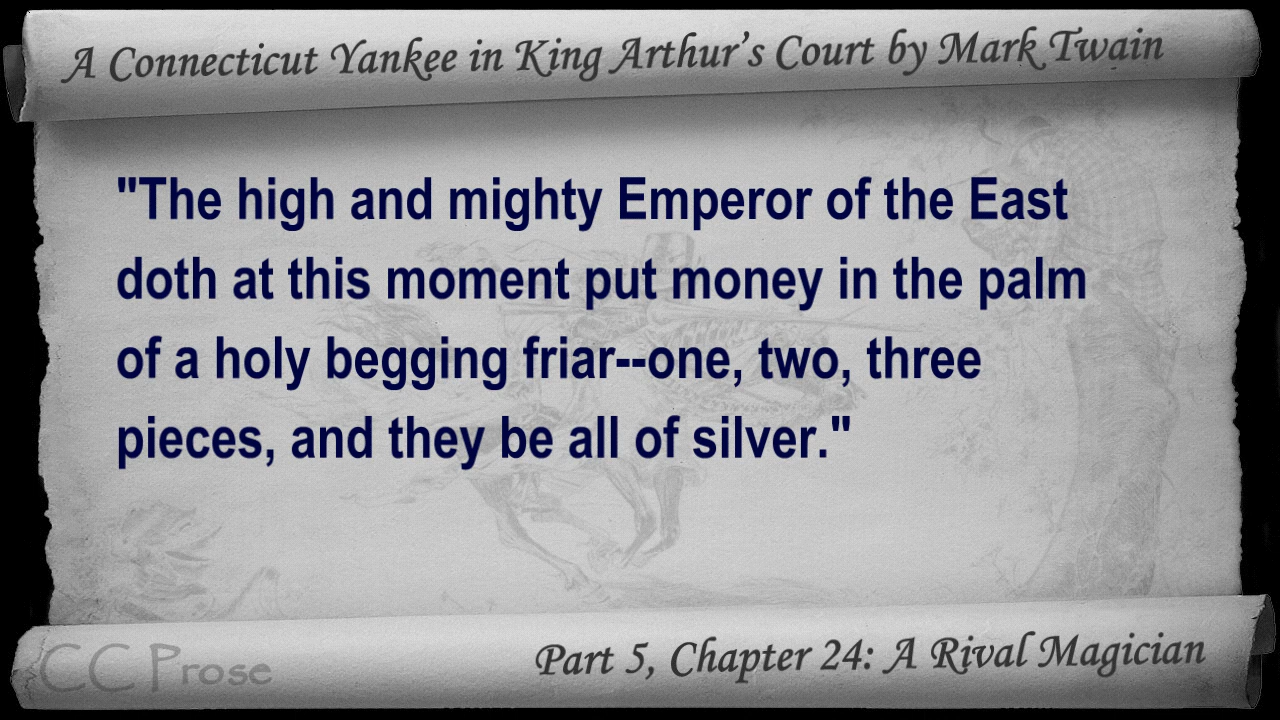 A Connecticut Yankee in King Arthur's Court by Mark Twain
"The high and mighty Emperor of the East
doth at this moment put money in the palm
of a holy begging friar--one, two, three
pieces, and they be all of silver."
CC Prose
Part 5, Chapter 24: A Rival Magician